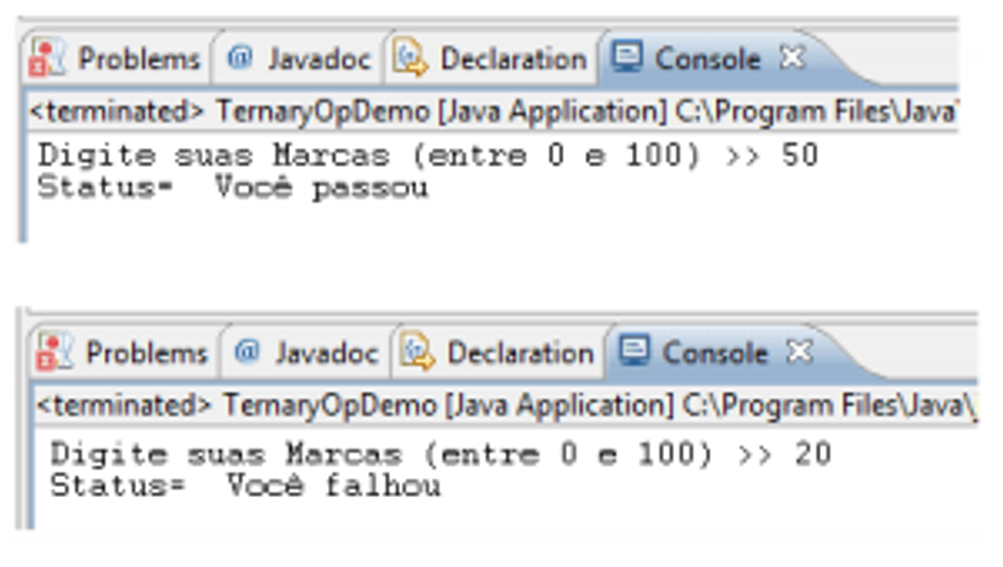 Problems @ Javadoc Declaration Console
<terminated> TernaryOpDemo [Java Application] C:\Program Files\Java
Digite suas Marcas (entre 0 e 100) >> 50
Status= Você passou
Problems @ Javadoc Declaration Console
<terminated> TernaryOpDemo [Java Application] C:\Program Files\Java\
Digite suas Marcas (entre 0 e 100) >> 20
Status= Você falhou